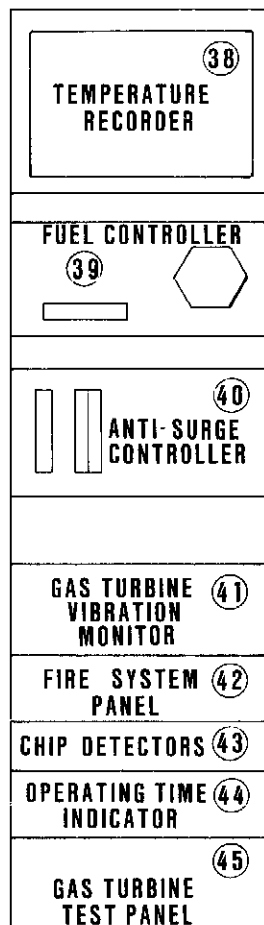 38
TEMPERATURE
RECORDER
FUEL CONTROLLER
39
40
ANTI-SURGE
CONTROLLER
GAS TURBINE 41
VIBRATION
MONITOR
FIRE SYSTEM 42
PANEL
CHIP DETECTORS 43
OPERATING TIME 44
INDICATOR
45
GAS TURBINE
TEST PANEL